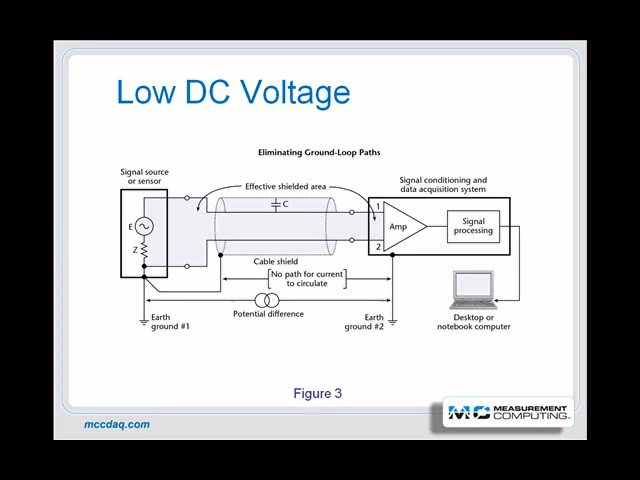 Low DC Voltage
Eliminating Ground-Loop Paths
Signal source
or sensor
Effective shielded area
Signal conditioning and
data acquisition system
C
1
E
Amp
Signal
processing
Z
2
Cable shield
No path for current
to circulate
Potential difference
Earth
ground #1
Earth
ground #2
Desktop or
notebook computer
Figure 3
mccdaq.com
MC MEASUREMENT
COMPUTING